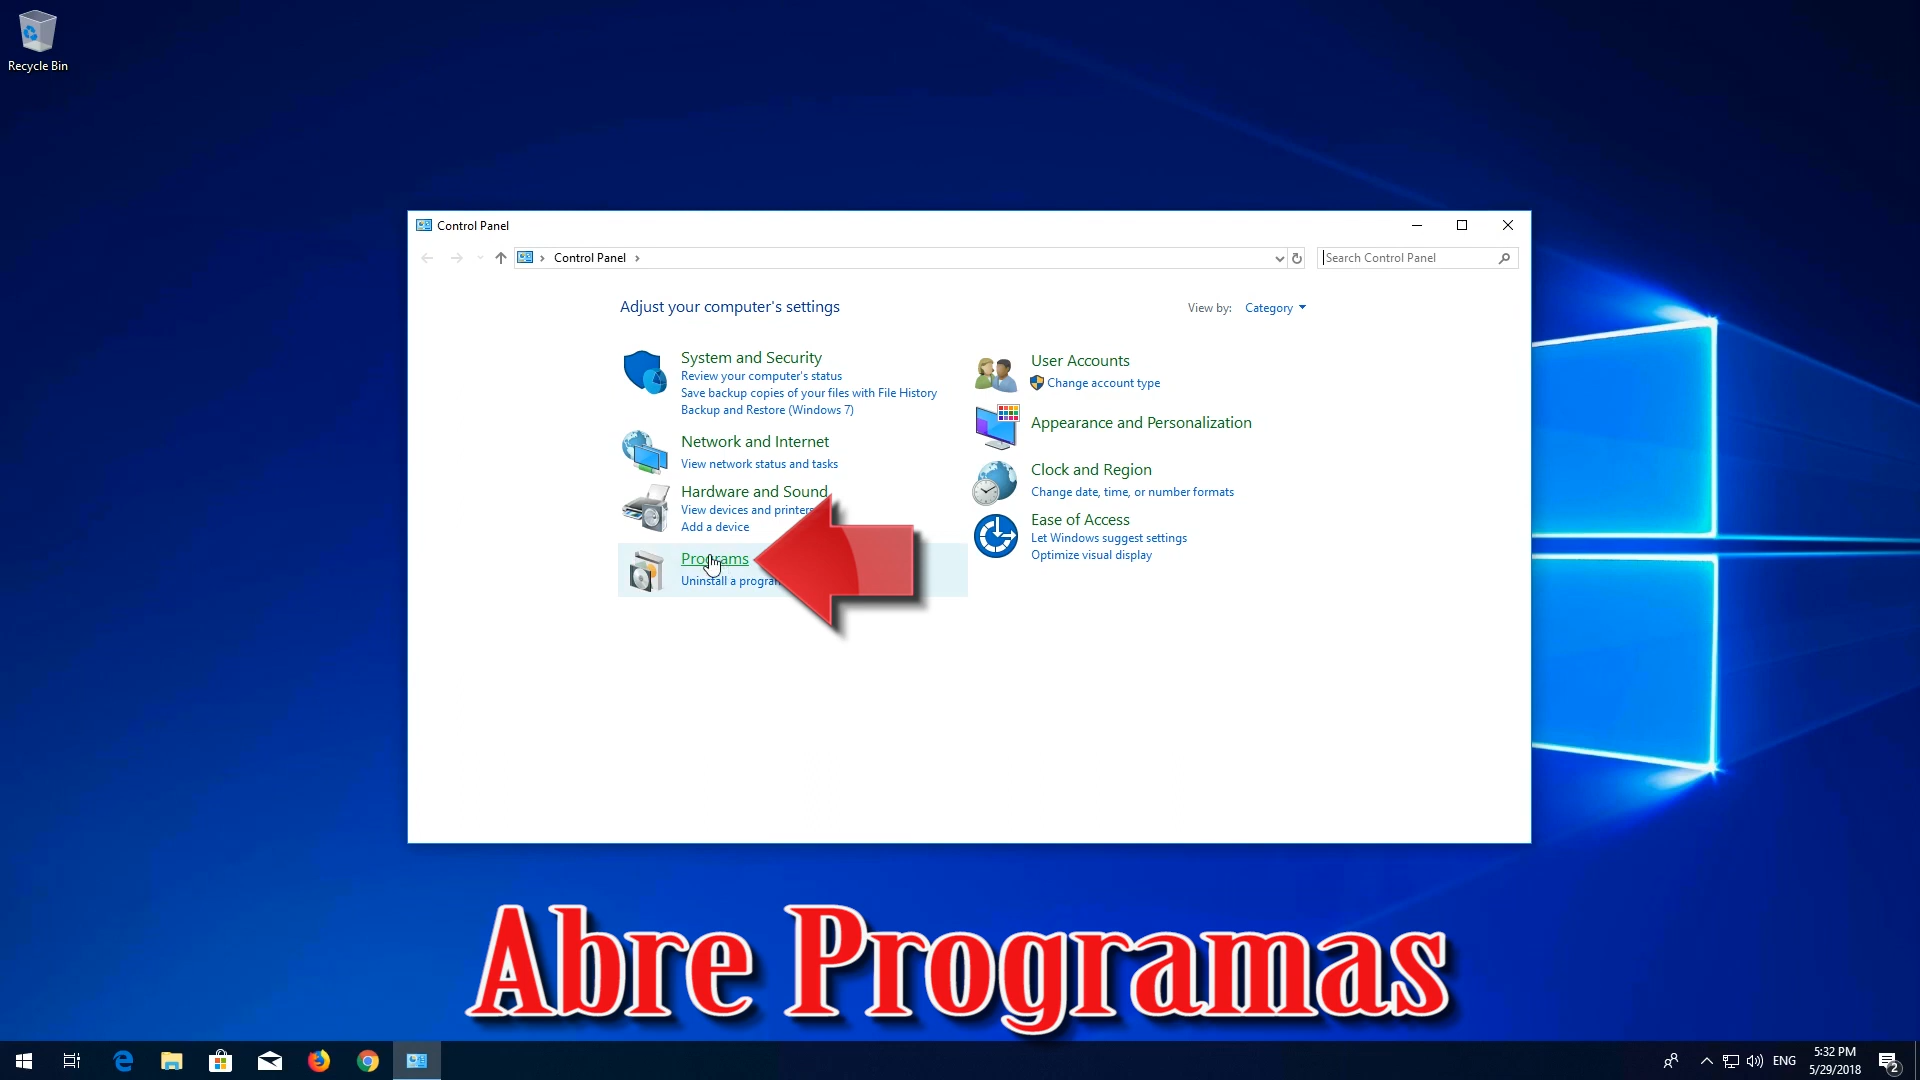 Recycle Bin
Control Panel
Control Panel
Search Control Panel
Adjust your computer's settings
View by: Category
System and Security
Review your computer's status
Save backup copies of your files with File History
Backup and Restore (Windows 7)
Network and Internet
View network status and tasks
Hardware and Sound
View devices and printers
Add a device
Programs
Uninstall a program
User Accounts
Change account type
Appearance and Personalization
Clock and Region
Change date, time, or number formats
Ease of Access
Let Windows suggest settings
Optimize visual display
Abre Programas
ENG
5:32 PM
5/29/2018
2